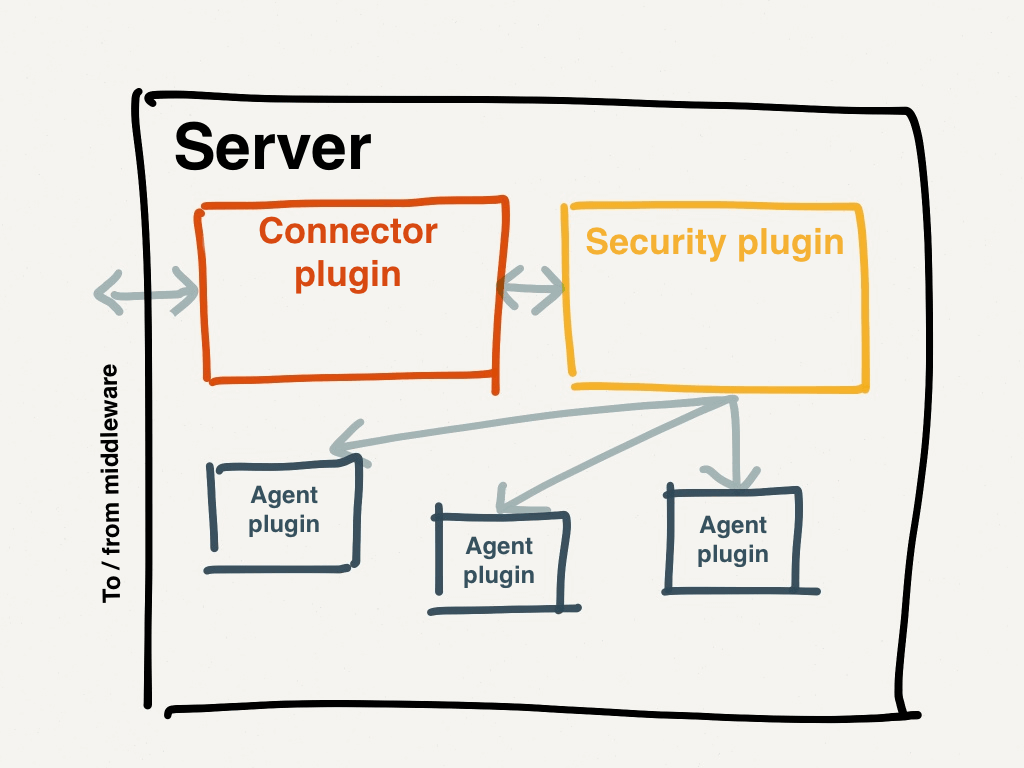 Server
Connector
plugin
Security plugin
To / from middleware
Agent
plugin
Agent
plugin
Agent
plugin